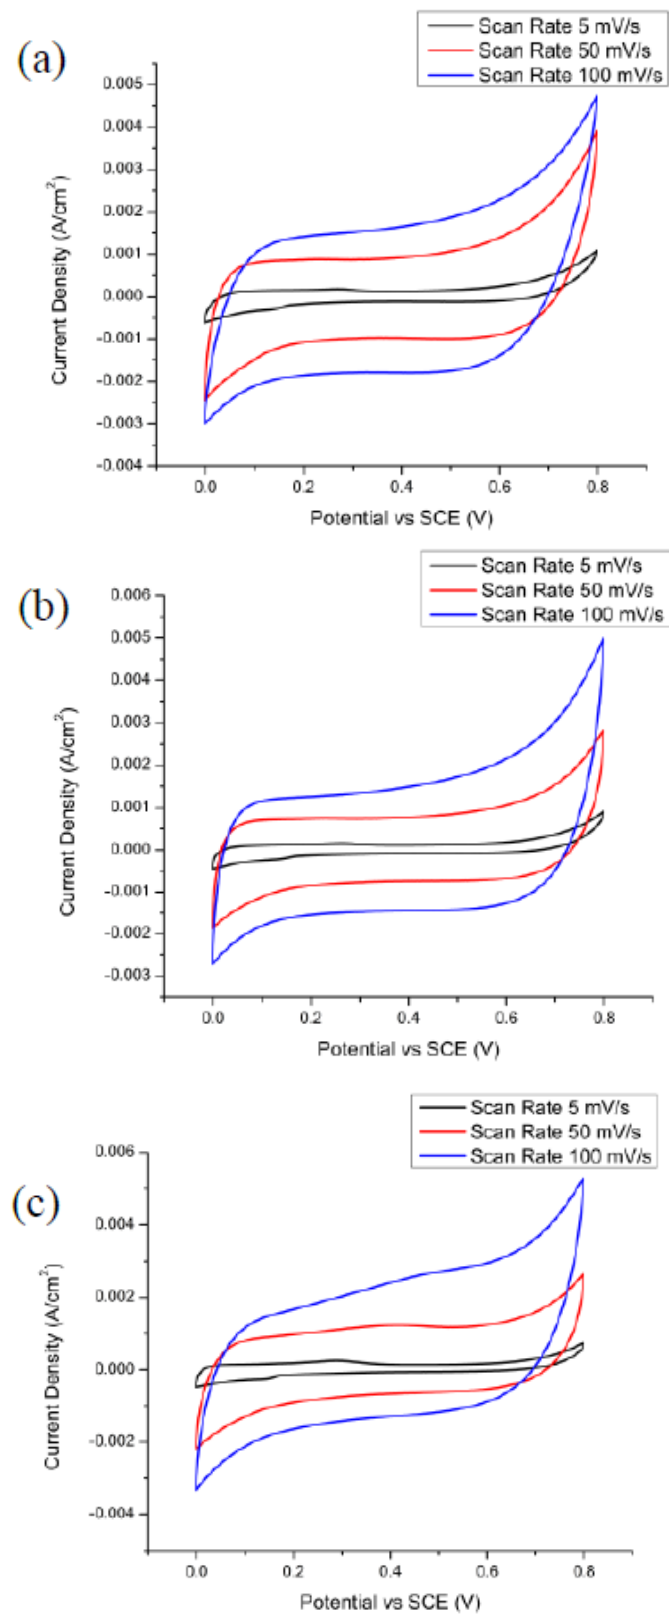 Scan Rate 5 mV/s
Scan Rate 50 mV/s
Scan Rate 100 mV/s
(a)
0.005
0.004
0.003
0.002
0.001
0.000
-0.001
-0.002
-0.003
-0.004
Current Density (A/cm²)
0.0 0.2 0.4 0.6 0.8
Potential vs SCE (V)
Scan Rate 5 mV/s
Scan Rate 50 mV/s
Scan Rate 100 mV/s
(b)
0.006
0.005
0.004
0.003
0.002
0.001
0.000
-0.001
-0.002
-0.003
Current Density (A/cm²)
0.0 0.2 0.4 0.6 0.8
Potential vs SCE (V)
Scan Rate 5 mV/s
Scan Rate 50 mV/s
Scan Rate 100 mV/s
(c)
0.006
0.004
0.002
0.000
-0.002
-0.004
Current Density (A/cm²)
0.0 0.2 0.4 0.6 0.8
Potential vs SCE (V)